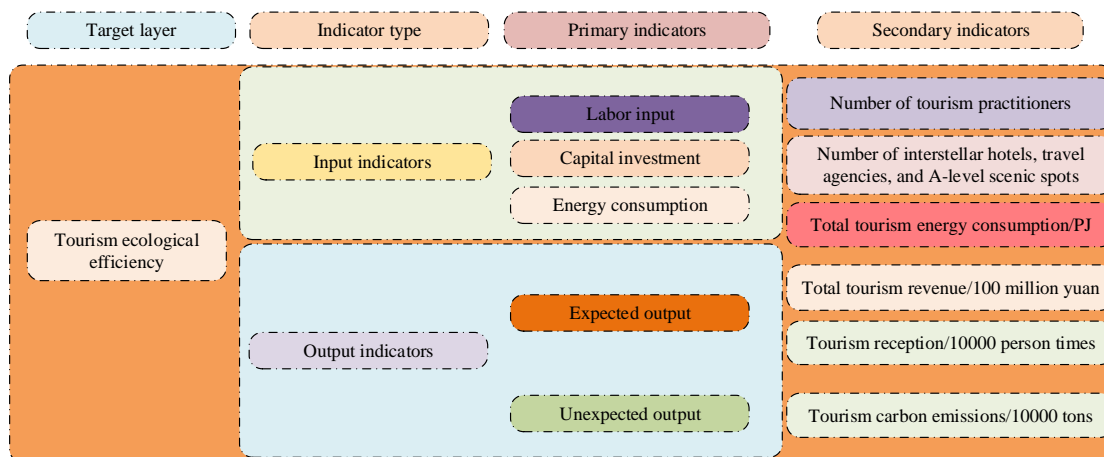 Target layer
Indicator type
Primary indicators
Secondary indicators
Tourism ecological
efficiency
Input indicators
Labor input
Capital investment
Energy consumption
Number of tourism practitioners
Number of interstellar hotels, travel
agencies, and A-level scenic spots
Total tourism energy consumption/PJ
Output indicators
Expected output
Unexpected output
Total tourism revenue/100 million yuan
Tourism reception/10000 person times
Tourism carbon emissions/10000 tons